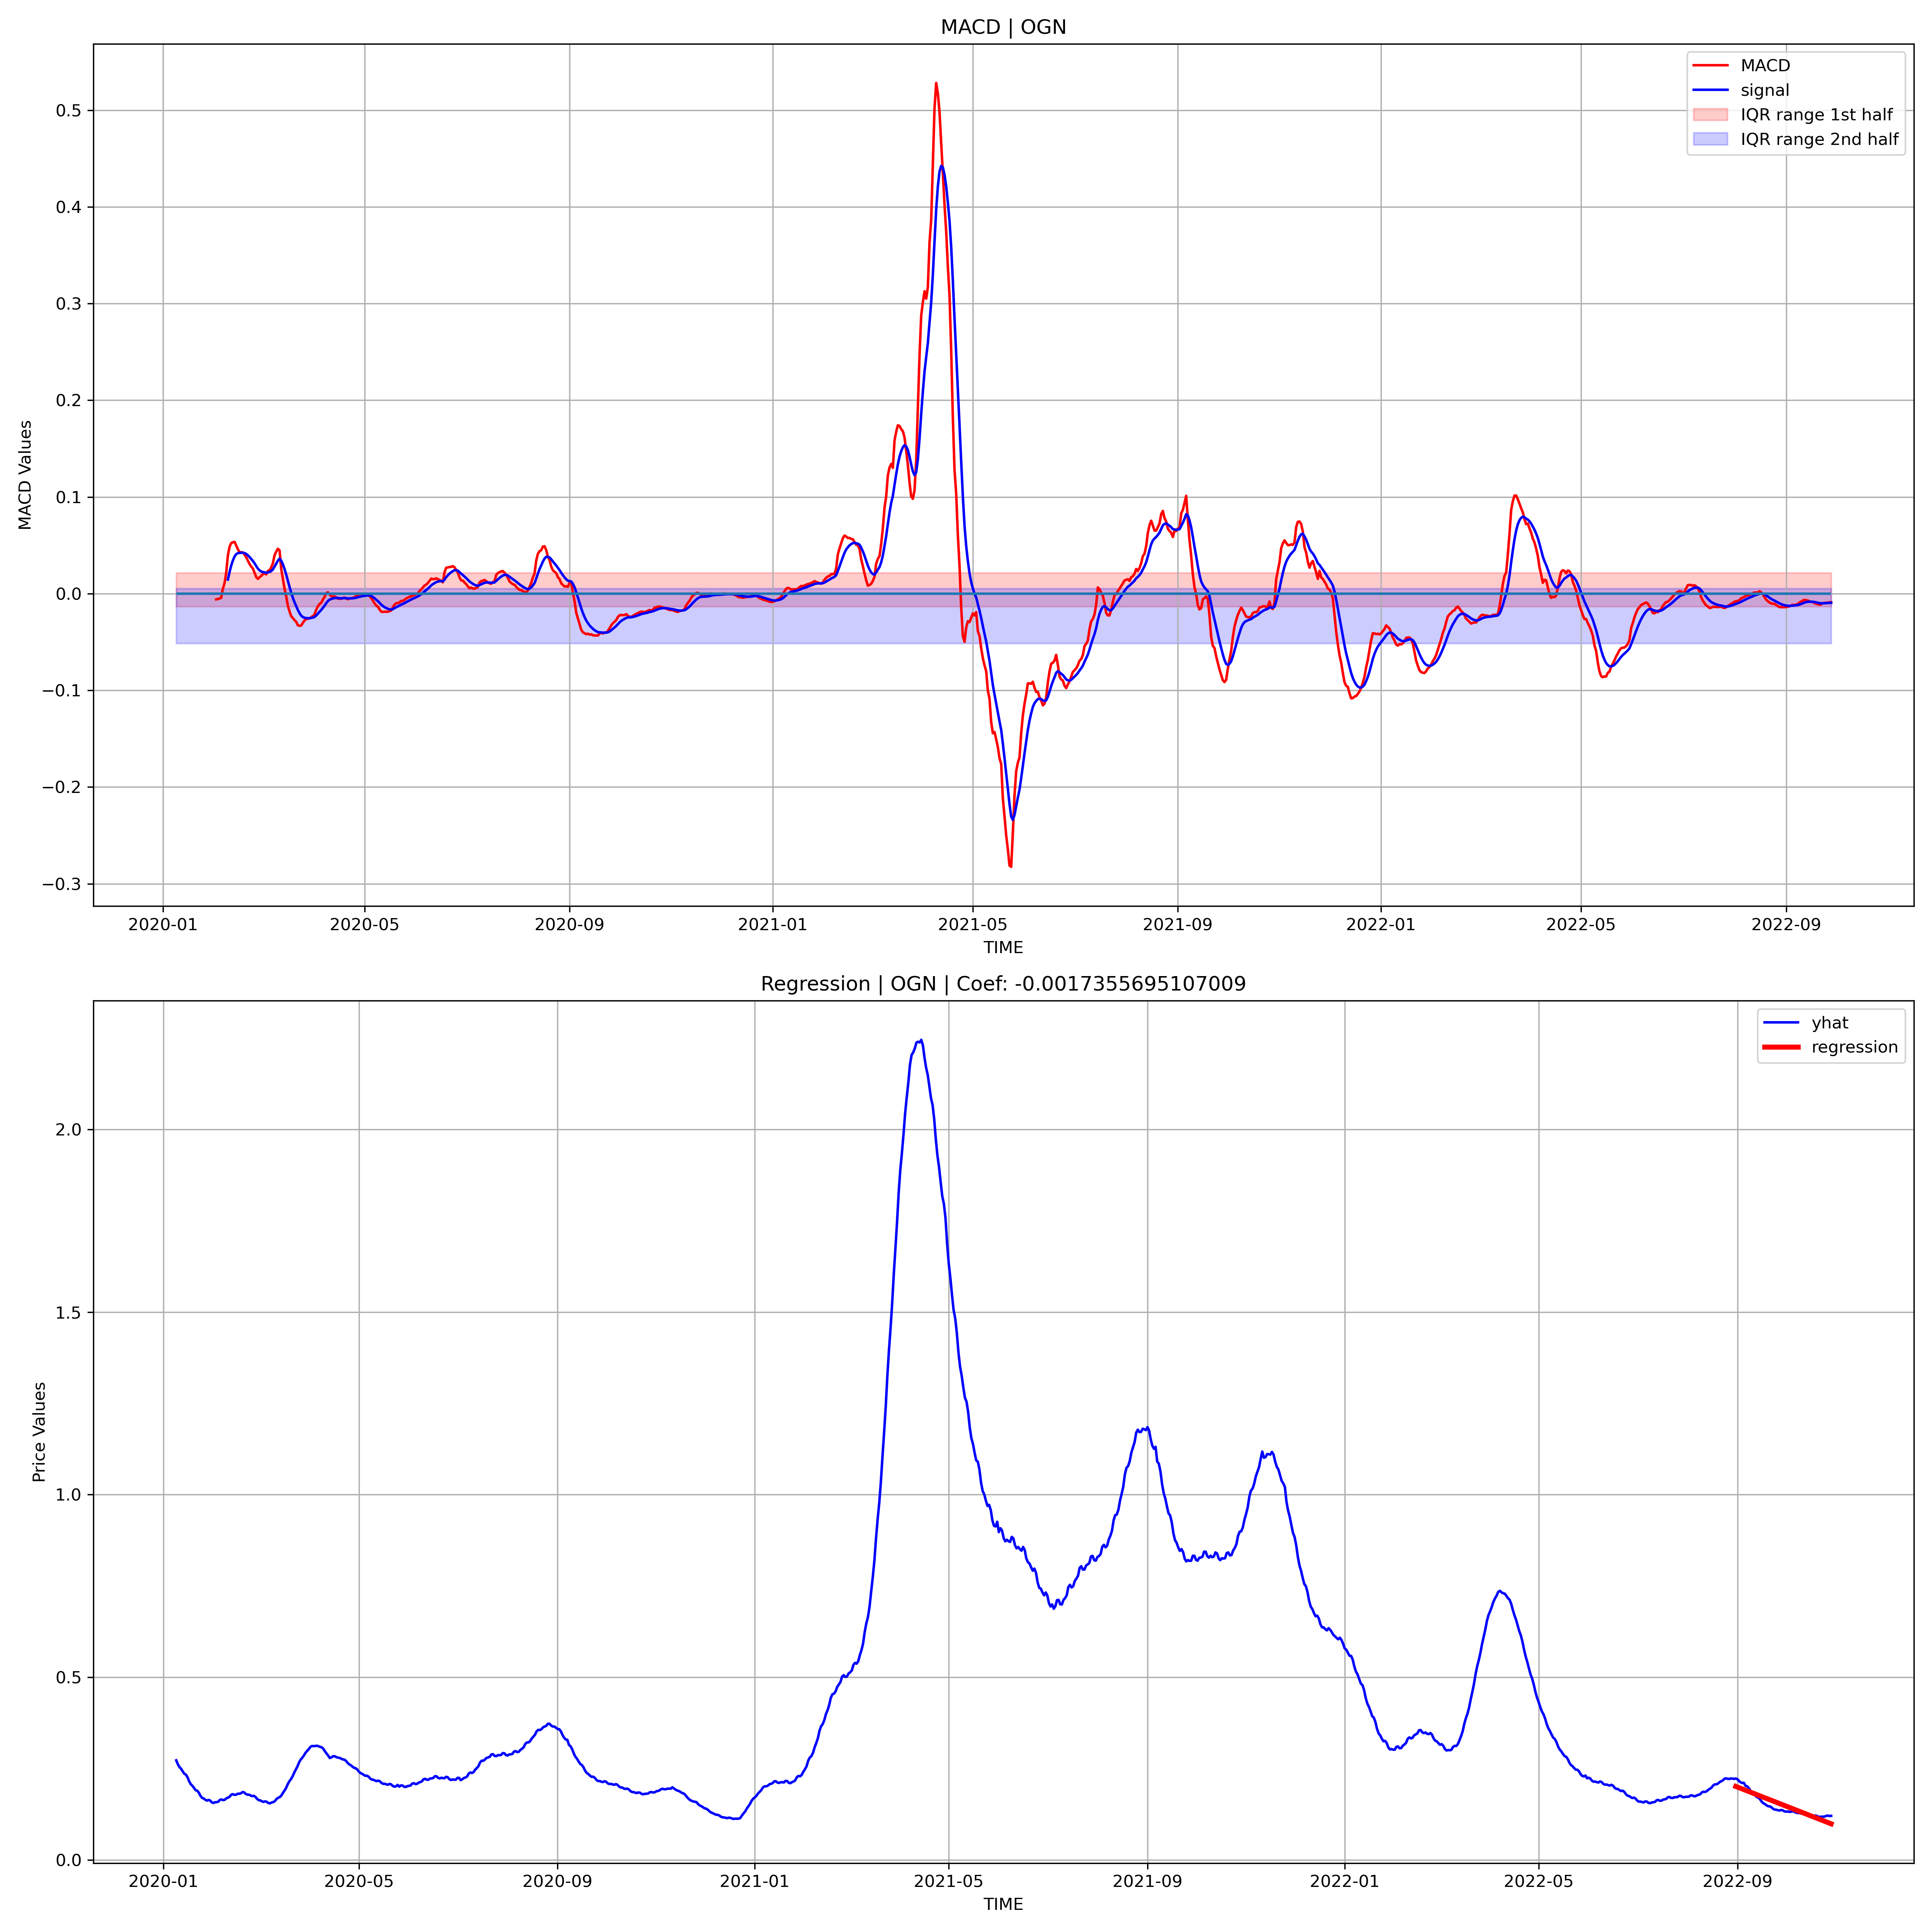 MACD | OGN
MACD
signal
IQR range 1st half
IQR range 2nd half
MACD Values
0.5
0.4
0.3
0.2
0.1
0.0
−0.1
−0.2
−0.3
2020-01 2020-05 2020-09 2021-01 2021-05 2021-09 2022-01 2022-05 2022-09
TIME
Regression | OGN | Coef: -0.0017355695107009
yhat
regression
Price Values
2.0
1.5
1.0
0.5
0.0
2020-01 2020-05 2020-09 2021-01 2021-05 2021-09 2022-01 2022-05 2022-09
TIME